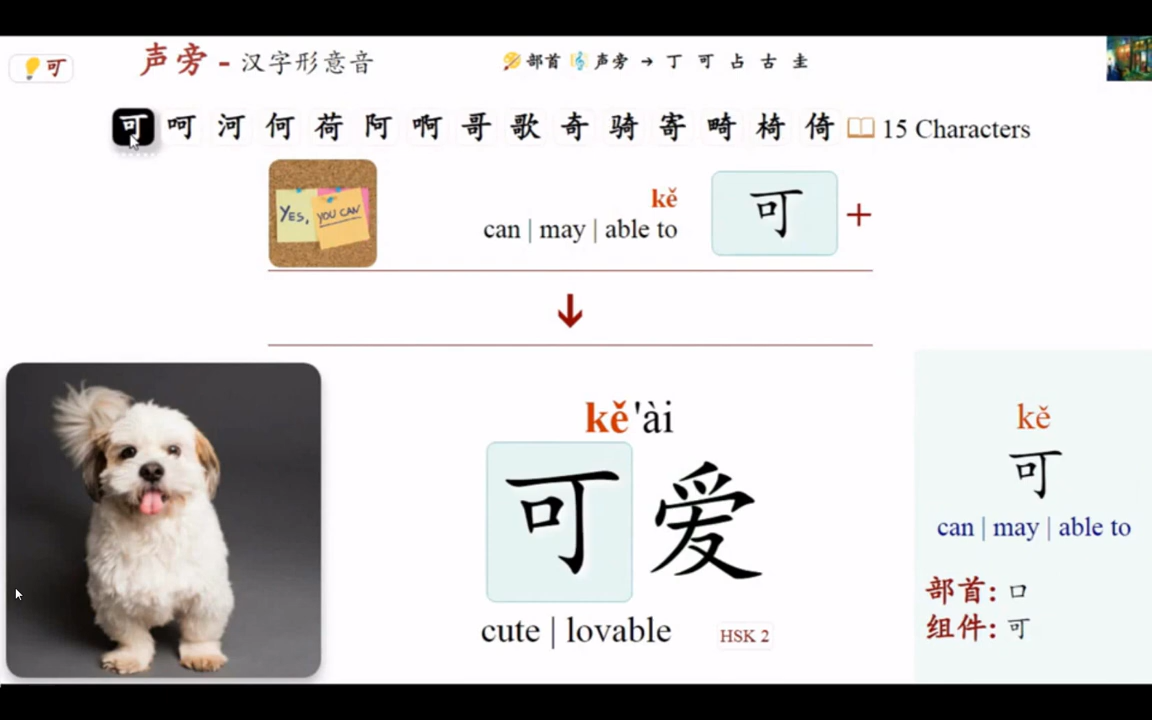 可
声旁 - 汉字形意音
部首 声旁 → 丁 可 占 古 圭
可 呵 河 何 荷 阿 啊 哥 歌 奇 骑 寄 畸 椅 倚 15 Characters
YES, YOU CAN
kě
can | may | able to
可 +
kě'ài
可爱
cute | lovable
HSK 2
kě
可
can | may | able to
部首: 口
组件: 可